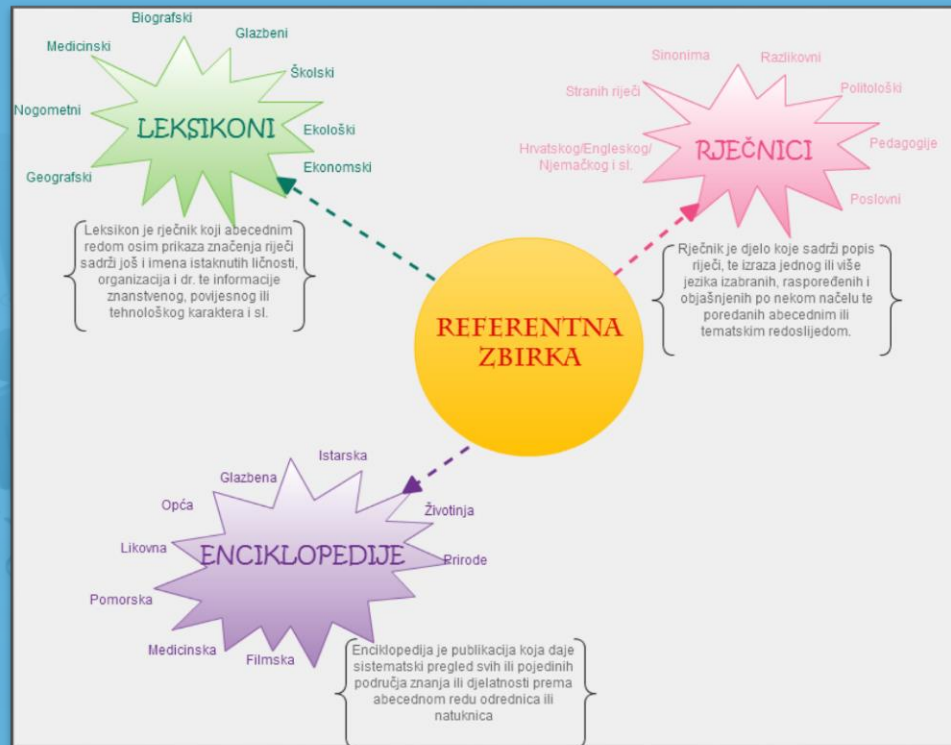 Biografski
Glazbeni
Medicinski
Školski
Nogometni
Ekološki
Geografski
Ekonomski
LEKSIKONI
Leksikon je rječnik koji abecednim
redom osim prikaza značenja riječi
sadrži još i imena istaknutih ličnosti,
organizacija i dr. te informacije
znanstvenog, povijesnog ili
tehnološkog karaktera i sl.
Sinonima
Razlikovni
Stranih riječi
Politološki
Hrvatskog/Engleskog/
Njemačkog i sl.
Pedagogije
Poslovni
RJEČNICI
Rječnik je djelo koje sadrži popis
riječi, te izraza jednog ili više
jezika izabranih, raspoređenih i
objašnjenih po nekom načelu te
poredanih abecednim ili
tematskim redoslijedom.
REFERENTNA
ZBIRKA
Istarska
Glazbena
Opća
Životinja
Likovna
Prirode
Pomorska
Medicinska
Filmska
ENCIKLOPEDIJE
Enciklopedija je publikacija koja daje
sistematski pregled svih ili pojedinih
područja znanja ili djelatnosti prema
abecednom redu odrednica ili
natuknica